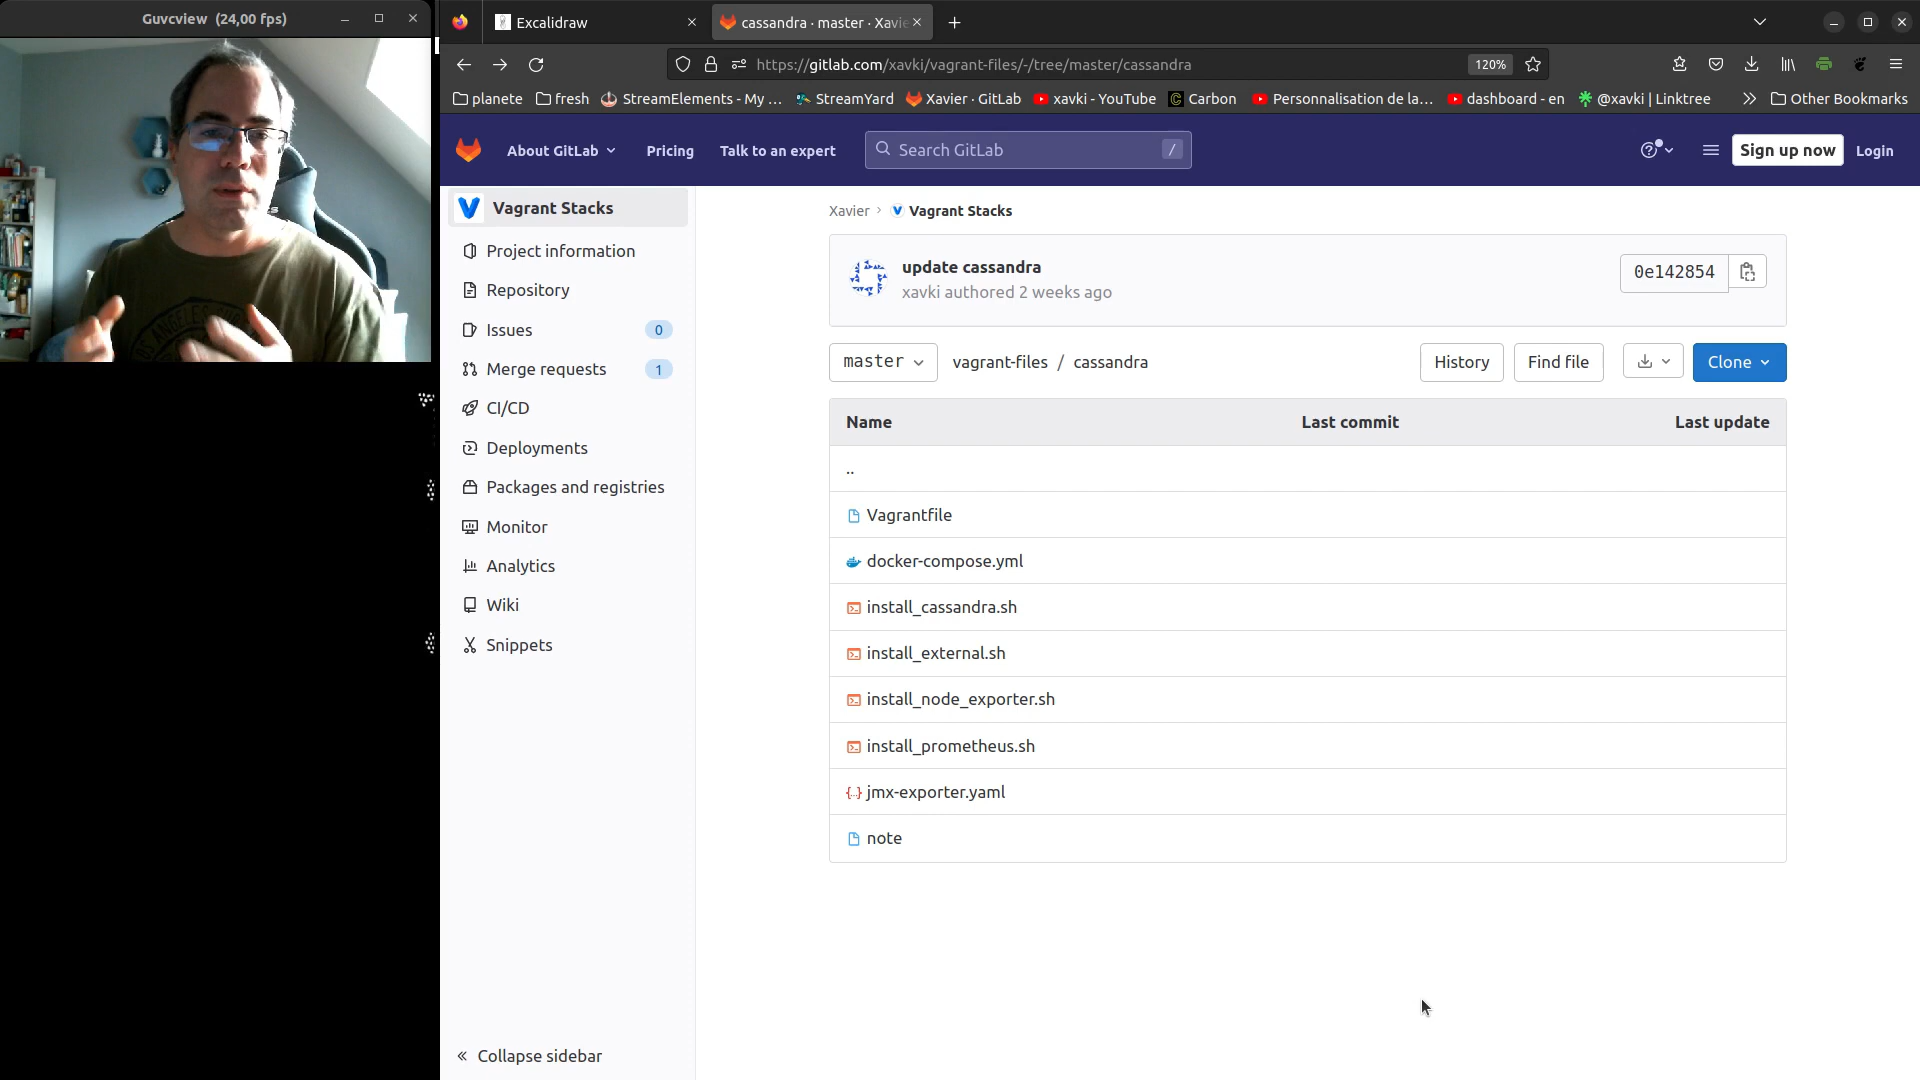 Guvcview (24,00 fps)
Excalidraw
cassandra · master · Xavie
https://gitlab.com/xavki/vagrant-files/-/tree/master/cassandra
120%
planete
fresh
StreamElements - My ...
StreamYard
Xavier · GitLab
xavki - YouTube
Carbon
Personnalisation de la...
dashboard - en
@xavki | Linktree
Other Bookmarks
About GitLab
Pricing
Talk to an expert
Search GitLab
/
Sign up now
Login
Vagrant Stacks
Project information
Repository
Issues 0
Merge requests 1
CI/CD
Deployments
Packages and registries
Monitor
Analytics
Wiki
Snippets
Collapse sidebar
Xavier › Vagrant Stacks
update cassandra
xavki authored 2 weeks ago
0e142854
master
vagrant-files / cassandra
History
Find file
Clone
Name Last commit Last update
..
Vagrantfile
docker-compose.yml
install_cassandra.sh
install_external.sh
install_node_exporter.sh
install_prometheus.sh
jmx-exporter.yaml
note